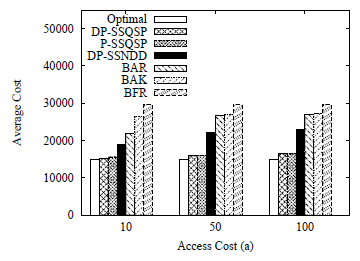 Optimal
DP-SSQSP
P-SSQSP
DP-SSNDD
BAR
BAK
BFR
50000
40000
30000
20000
10000
0
Average Cost
10 50 100
Access Cost (a)